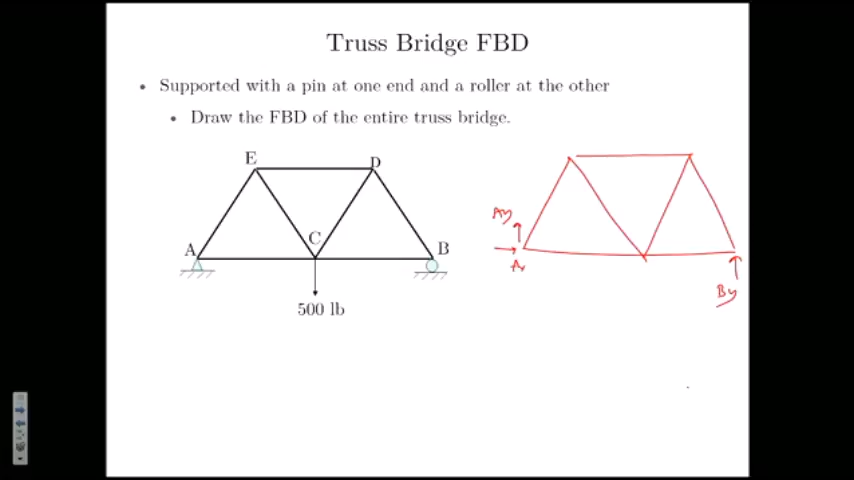 Truss Bridge FBD
• Supported with a pin at one end and a roller at the other
• Draw the FBD of the entire truss bridge.
E
D
C
A
B
500 lb
Ay
By